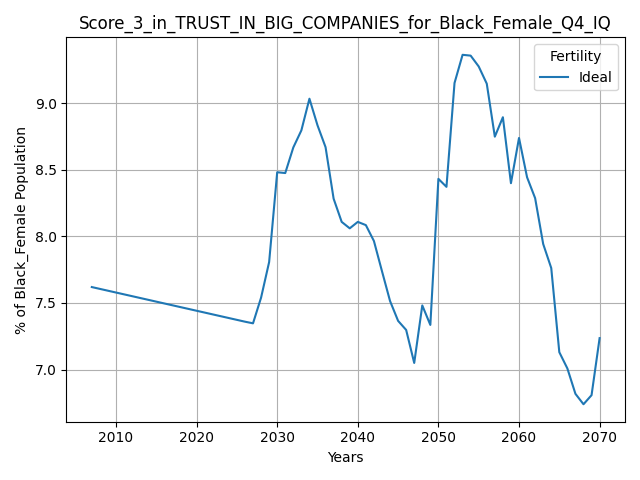 Score_3_in_TRUST_IN_BIG_COMPANIES_for_Black_Female_Q4_IQ
Fertility
Ideal
% of Black_Female Population
9.0
8.5
8.0
7.5
7.0
2010 2020 2030 2040 2050 2060 2070
Years